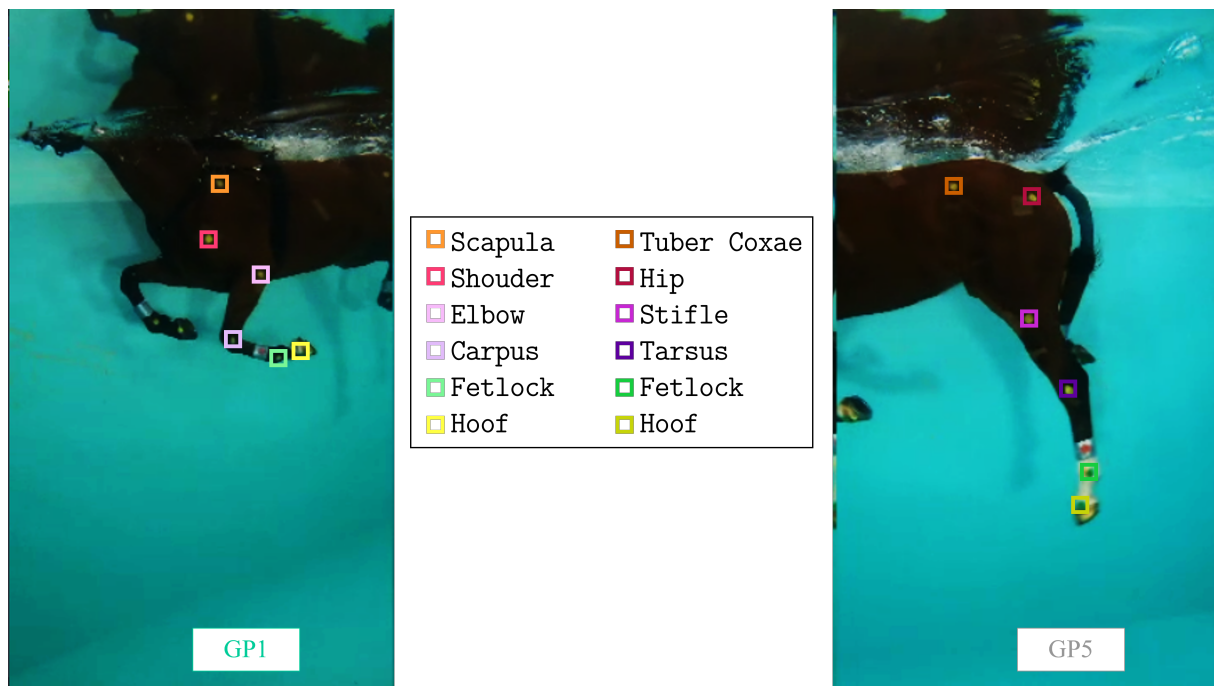 Scapula
Shouder
Elbow
Carpus
Fetlock
Hoof
Tuber Coxae
Hip
Stifle
Tarsus
Fetlock
Hoof
GP1
GP5